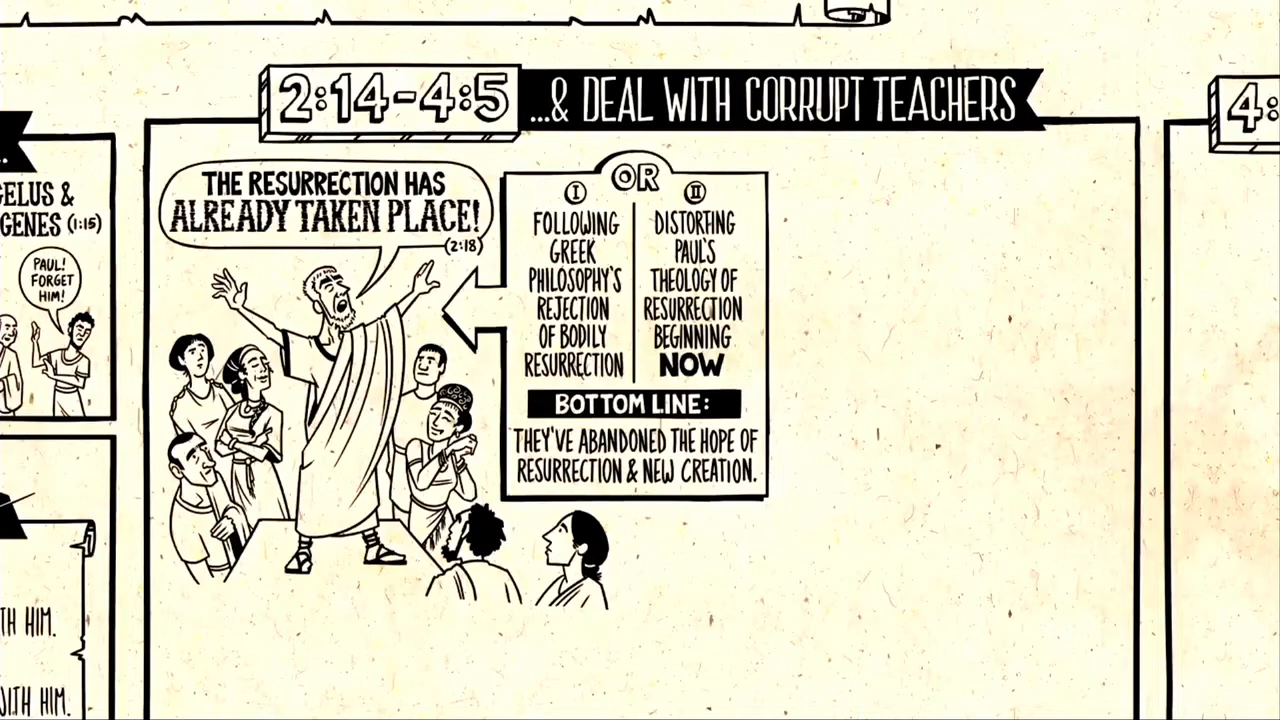 2:14-4:5 ...& DEAL WITH CORRUPT TEACHERS
4:
GELUS &
GENES (1:15)
PAUL!
FORGET
HIM!
TH HIM.
WITH HIM.
THE RESURRECTION HAS
ALREADY TAKEN PLACE!
(2:18)
OR
I
FOLLOWING
GREEK
PHILOSOPHY'S
REJECTION
OF BODILY
RESURRECTION
II
DISTORTING
PAUL'S
THEOLOGY OF
RESURRECTION
BEGINNING
NOW
BOTTOM LINE:
THEY'VE ABANDONED THE HOPE OF
RESURRECTION & NEW CREATION.